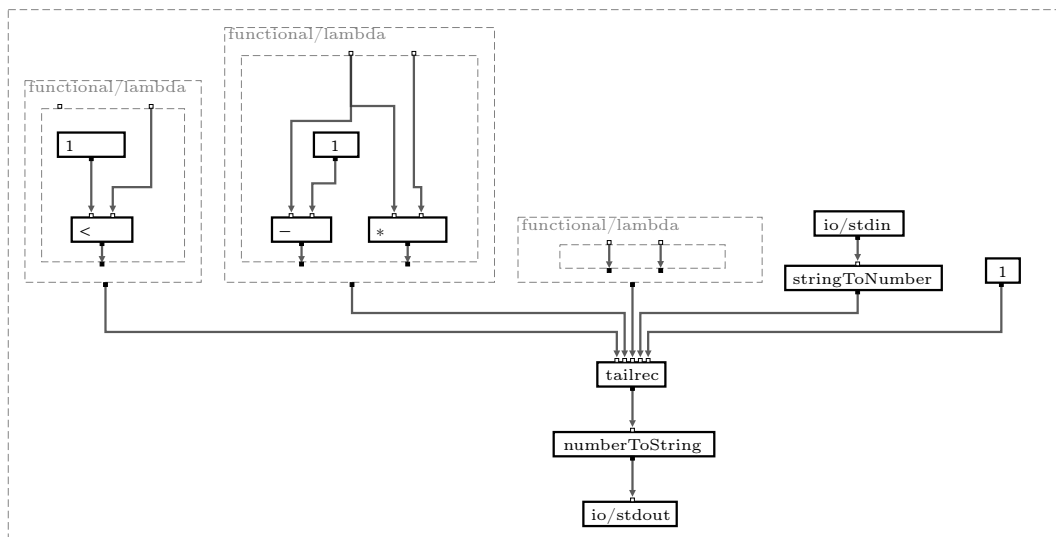 functional/lambda
functional/lambda
1
1
<
−
*
functional/lambda
io/stdin
stringToNumber
1
tailrec
numberToString
io/stdout